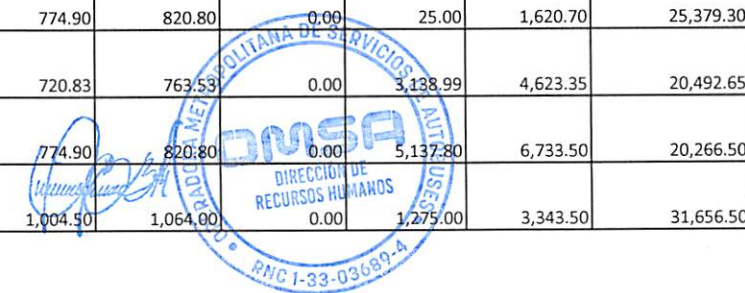 774.90 820.80 0.00 25.00 1,620.70 25,379.30
720.83 763.53 0.00 3,138.99 4,623.35 20,492.65
774.90 820.80 0.00 5,137.80 6,733.50 20,266.50
1,004.50 1,064.00 0.00 1,275.00 3,343.50 31,656.50
OPERADORA METROPOLITANA DE SERVICIOS DE AUTOBUSES
OMSA
DIRECCIÓN DE
RECURSOS HUMANOS
RNC 1-33-03689-4